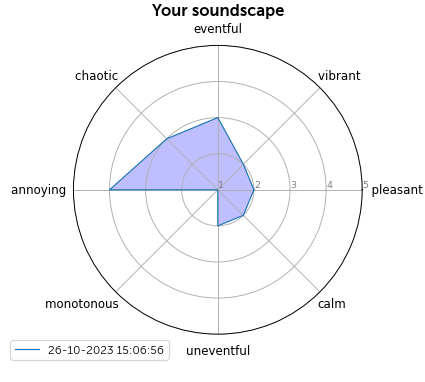 Your soundscape
eventful
chaotic
vibrant
annoying
1
2
3
4
5
pleasant
monotonous
calm
uneventful
26-10-2023 15:06:56